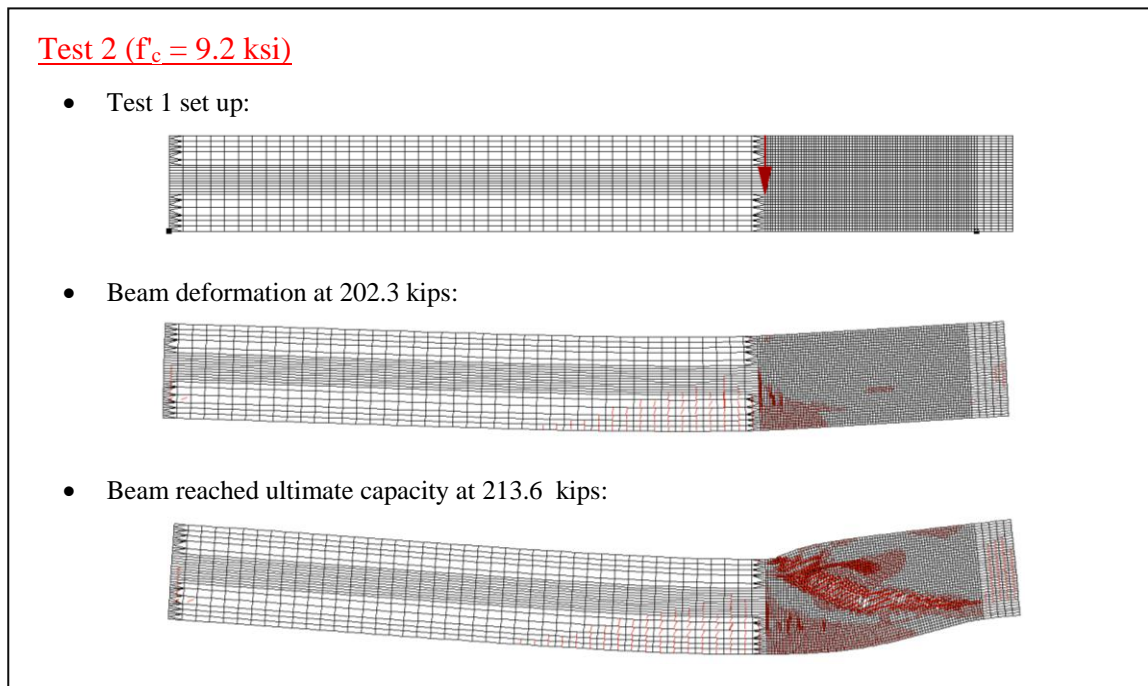 Test 2 (f'c = 9.2 ksi)
• Test 1 set up:
• Beam deformation at 202.3 kips:
• Beam reached ultimate capacity at 213.6 kips: